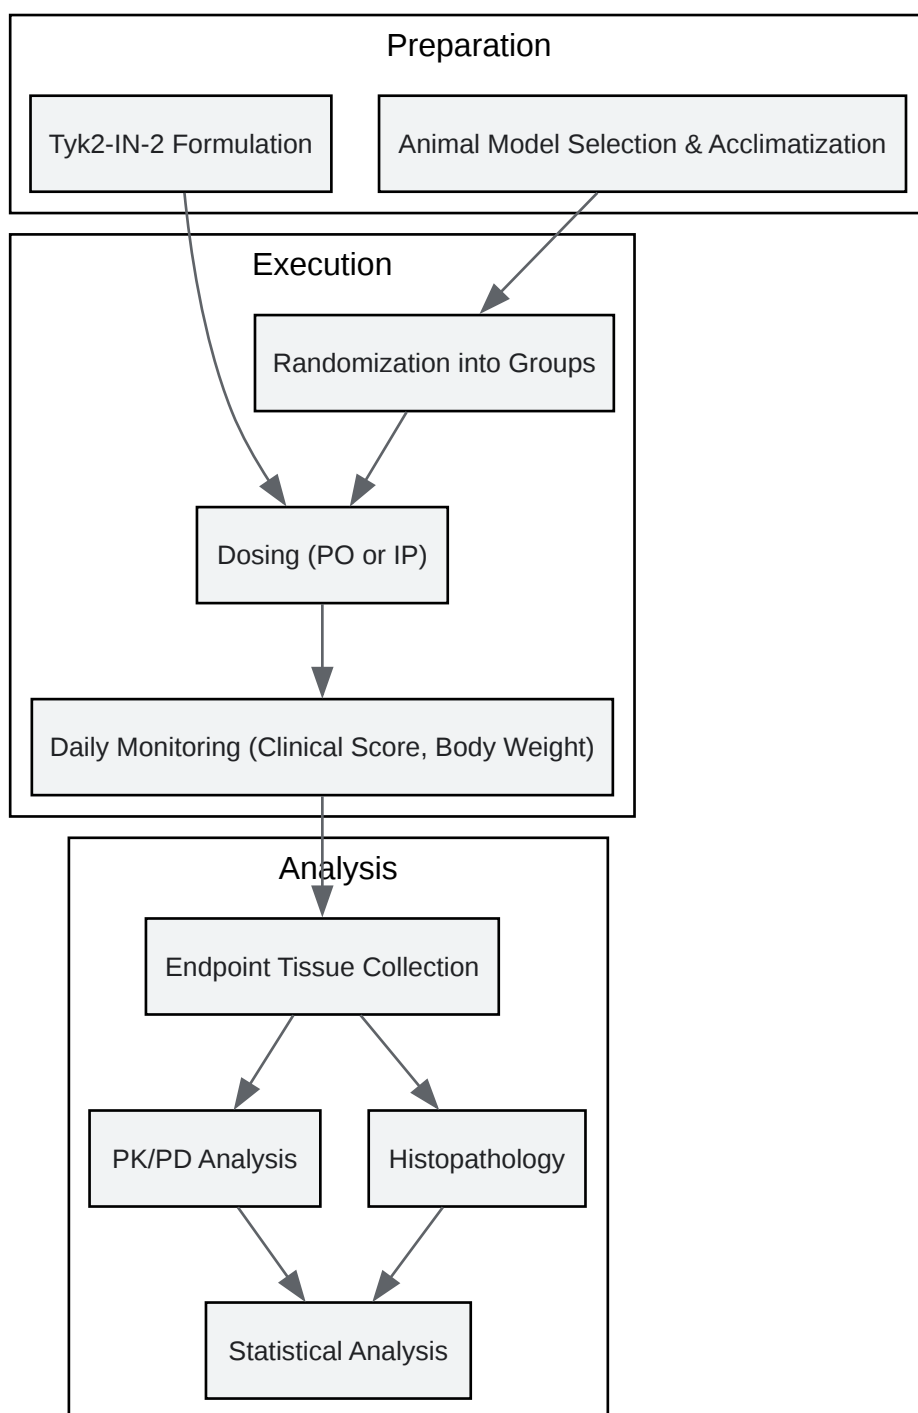 Preparation
Tyk2-IN-2 Formulation
Animal Model Selection & Acclimatization
Execution
Randomization into Groups
Dosing (PO or IP)
Daily Monitoring (Clinical Score, Body Weight)
Analysis
Endpoint Tissue Collection
PK/PD Analysis
Histopathology
Statistical Analysis